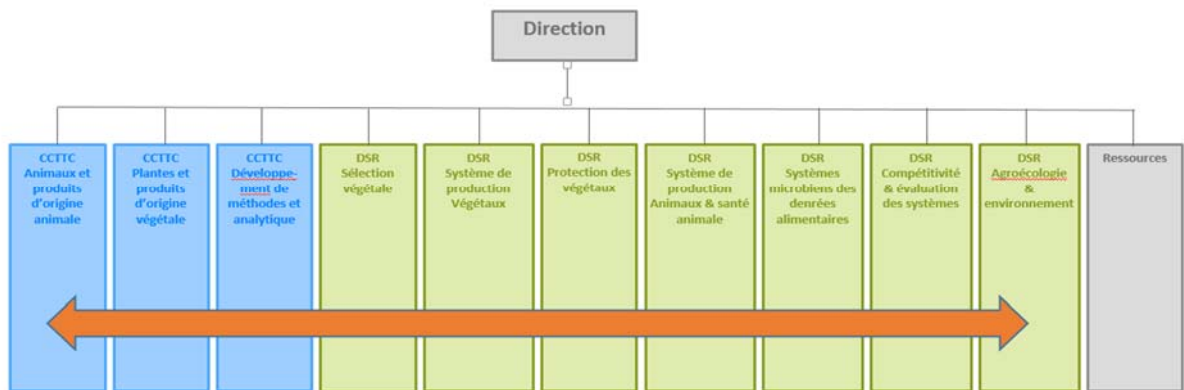 Direction
CCTTC
Animaux et
produits
d'origine
animale
CCTTC
Plantes et
produits
d'origine
végétale
CCTTC
Développe-
ment de
méthodes et
analytique
DSR
Sélection
végétale
DSR
Système de
production
Végétaux
DSR
Protection des
végétaux
DSR
Système de
production
Animaux & santé
animale
DSR
Systèmes
microbiens des
denrées
alimentaires
DSR
Compétitivité
& évaluation
des systèmes
DSR
Agroécologie
&
environnement
Ressources